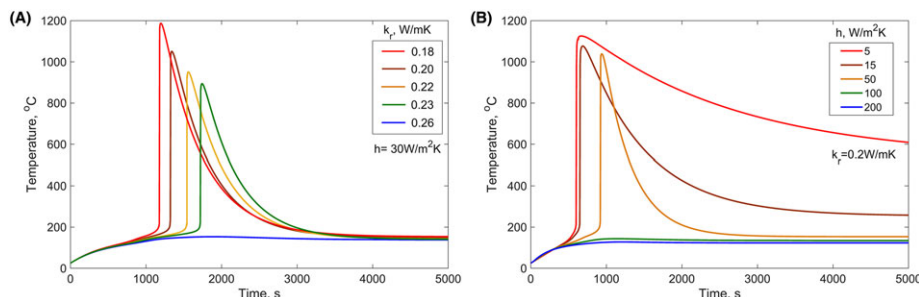 (A)
Temperature, °C
1200
1000
800
600
400
200
0
0 1000 2000 3000 4000 5000
Time, s
k_r, W/mK
0.18
0.20
0.22
0.23
0.26
h= 30W/m²K
(B)
Temperature, °C
1200
1000
800
600
400
200
0
0 1000 2000 3000 4000 5000
Time, s
h, W/m²K
5
15
50
100
200
k_r=0.2W/mK